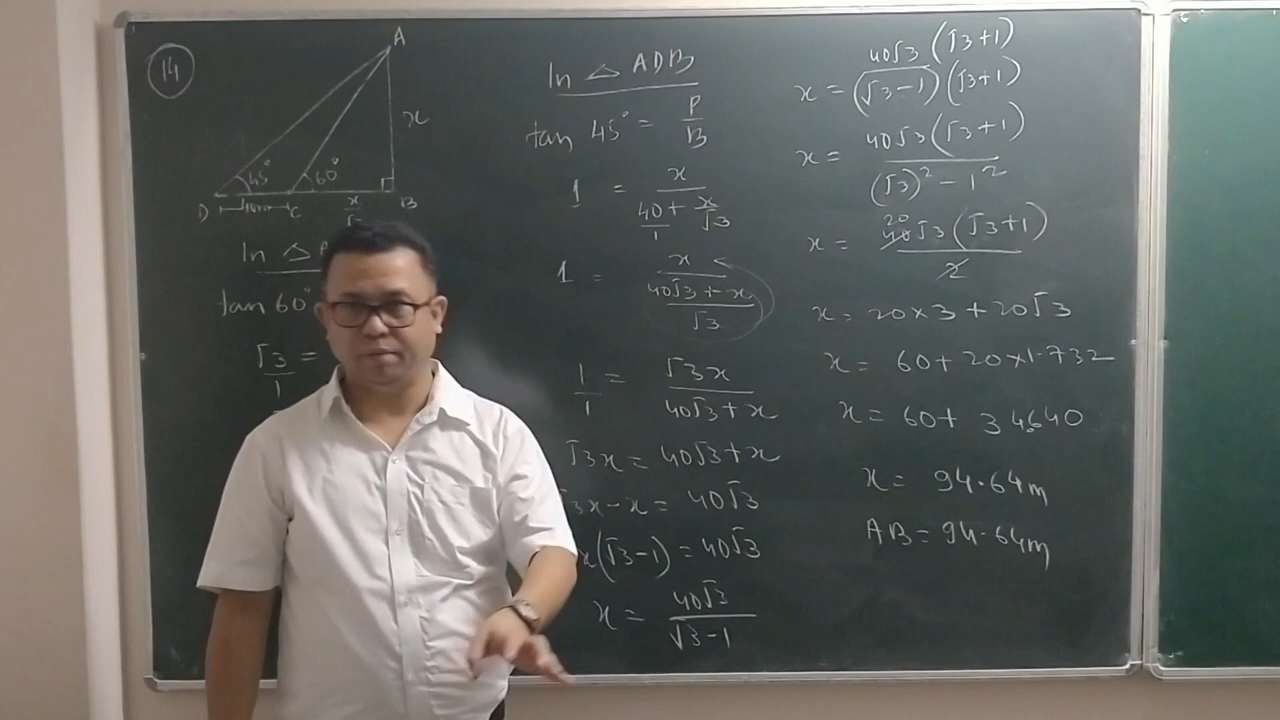 14
A
x
45°
60°
D
C
B
x
In △
tan 60°
√3/1 =
In △ ADB
tan 45° = P/B
1 = x/(40/1 + x/√3)
1 = x/((40√3 + x)/√3)
1/1 = √3x/(40√3 + x)
√3x = 40√3 + x
3x - x = 40√3
x(√3 - 1) = 40√3
x = 40√3/(√3 - 1)
x = 40√3(√3 + 1)/(√3 - 1)(√3 + 1)
x = 40√3(√3 + 1)/((√3)² - 1²)
x = 20 40√3(√3 + 1)/2
x = 20×3 + 20√3
x = 60 + 20×1.732
x = 60 + 34.640
x = 94.64m
AB = 94.64m